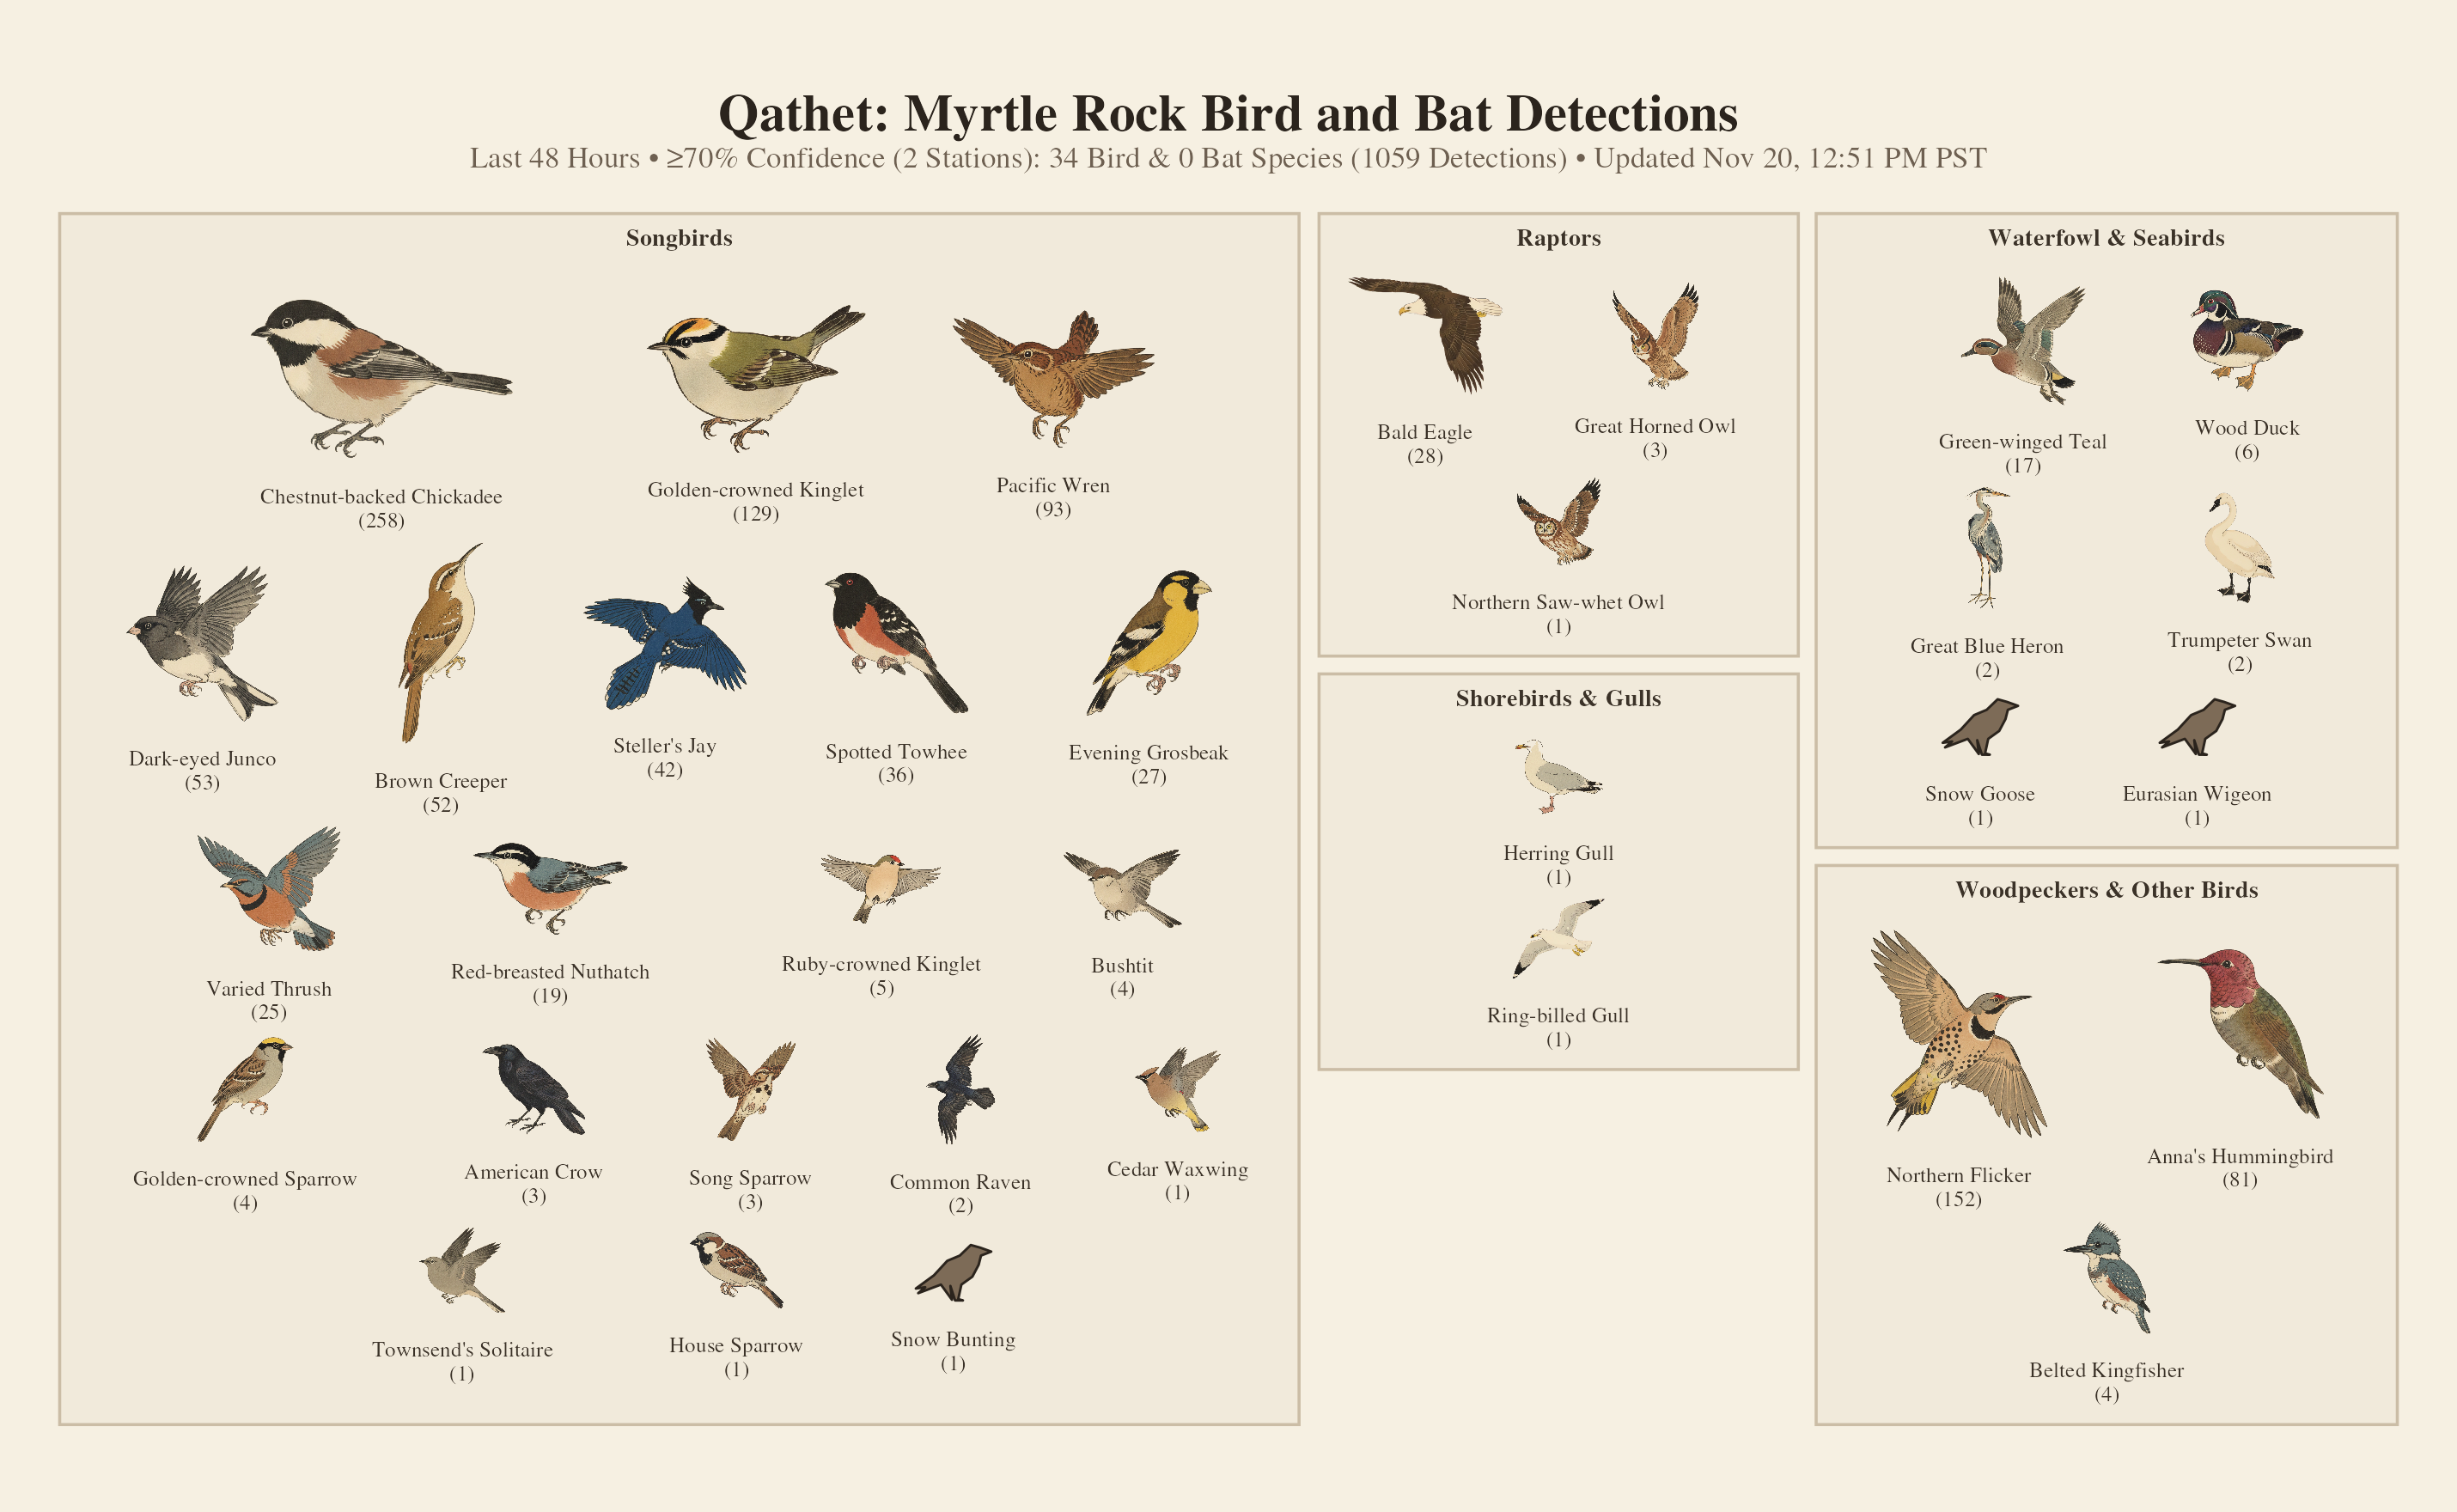 Qathet: Myrtle Rock Bird and Bat Detections
Last 48 Hours • ≥70% Confidence (2 Stations): 34 Bird & 0 Bat Species (1059 Detections) • Updated Nov 20, 12:51 PM PST
Songbirds
Chestnut-backed Chickadee
(258)
Golden-crowned Kinglet
(129)
Pacific Wren
(93)
Dark-eyed Junco
(53)
Brown Creeper
(52)
Steller's Jay
(42)
Spotted Towhee
(36)
Evening Grosbeak
(27)
Varied Thrush
(25)
Red-breasted Nuthatch
(19)
Ruby-crowned Kinglet
(5)
Bushtit
(4)
Golden-crowned Sparrow
(4)
American Crow
(3)
Song Sparrow
(3)
Common Raven
(2)
Cedar Waxwing
(1)
Townsend's Solitaire
(1)
House Sparrow
(1)
Snow Bunting
(1)
Raptors
Bald Eagle
(28)
Great Horned Owl
(3)
Northern Saw-whet Owl
(1)
Shorebirds & Gulls
Herring Gull
(1)
Ring-billed Gull
(1)
Waterfowl & Seabirds
Green-winged Teal
(17)
Wood Duck
(6)
Great Blue Heron
(2)
Trumpeter Swan
(2)
Snow Goose
(1)
Eurasian Wigeon
(1)
Woodpeckers & Other Birds
Northern Flicker
(152)
Anna's Hummingbird
(81)
Belted Kingfisher
(4)